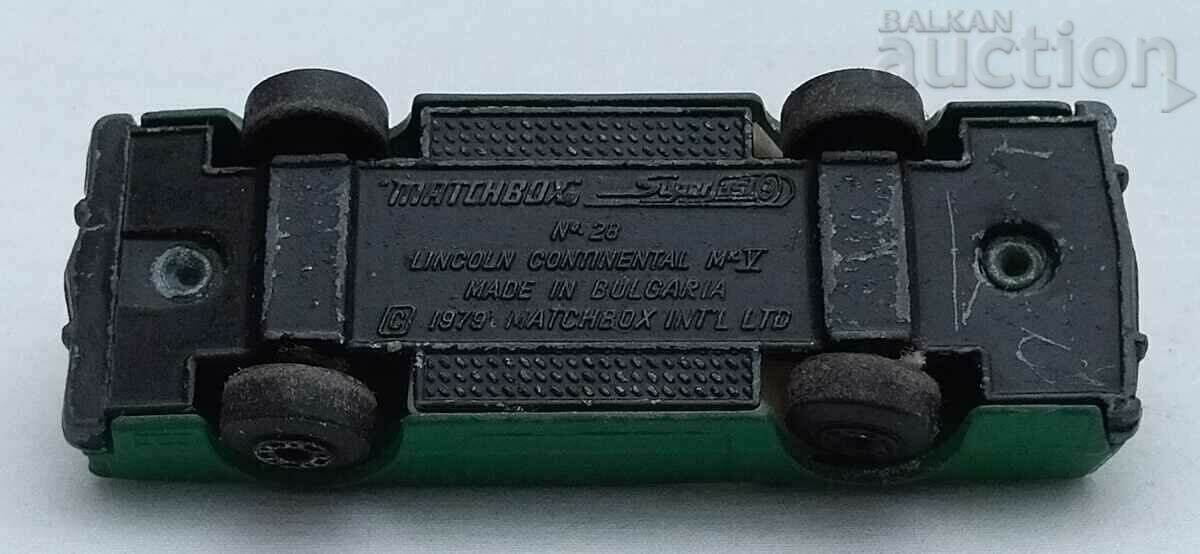 BALKAN
auction
"MATCHBOX" Superfast
No. 28
LINCOLN CONTINENTAL Mk V
MADE IN BULGARIA
© 1979 MATCHBOX INT'L LTD